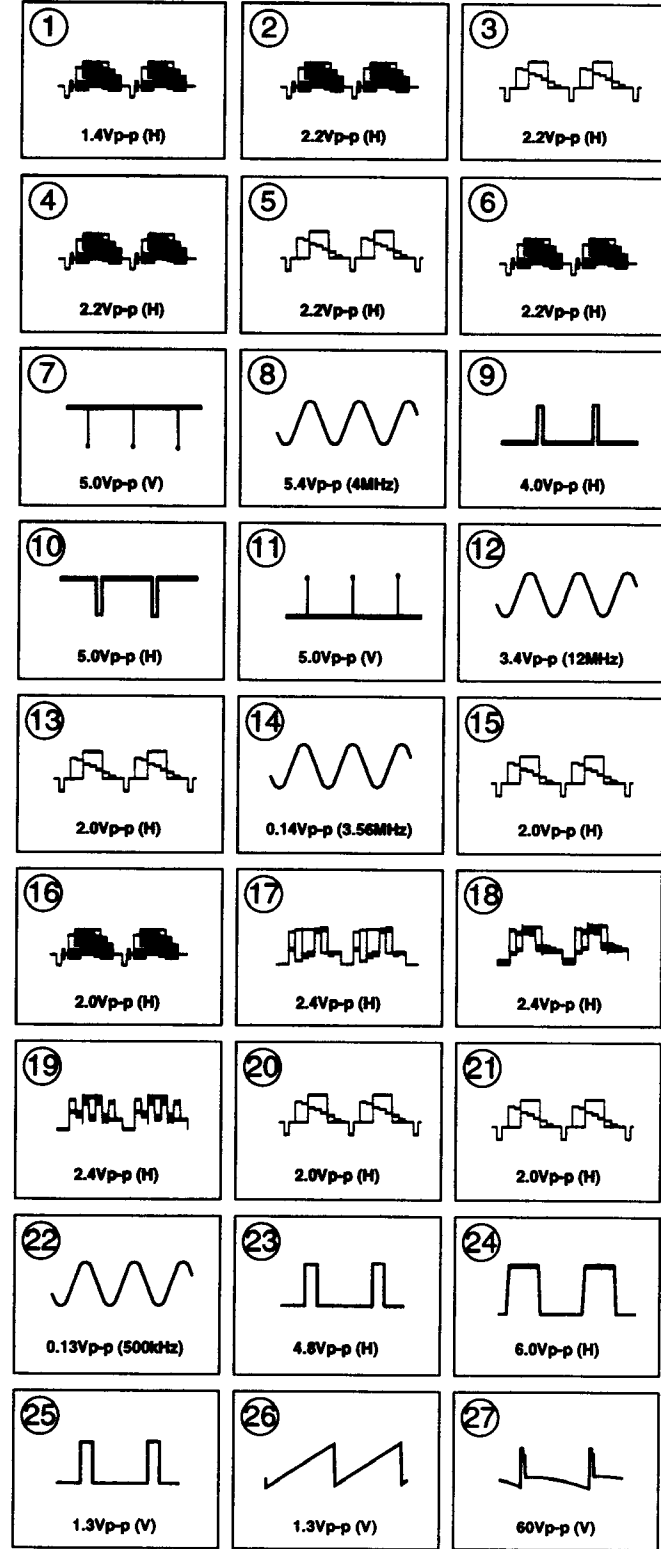 ① ② ③
1.4Vp-p (H) 2.2Vp-p (H) 2.2Vp-p (H)
④ ⑤ ⑥
2.2Vp-p (H) 2.2Vp-p (H) 2.2Vp-p (H)
⑦ ⑧ ⑨
5.0Vp-p (V) 5.4Vp-p (4MHz) 4.0Vp-p (H)
⑩ ⑪ ⑫
5.0Vp-p (H) 5.0Vp-p (V) 3.4Vp-p (12MHz)
⑬ ⑭ ⑮
2.0Vp-p (H) 0.14Vp-p (3.56MHz) 2.0Vp-p (H)
⑯ ⑰ ⑱
2.0Vp-p (H) 2.4Vp-p (H) 2.4Vp-p (H)
⑲ ⑳ ㉑
2.4Vp-p (H) 2.0Vp-p (H) 2.0Vp-p (H)
㉒ ㉓ ㉔
0.13Vp-p (500kHz) 4.8Vp-p (H) 6.0Vp-p (H)
㉕ ㉖ ㉗
1.3Vp-p (V) 1.3Vp-p (V) 60Vp-p (V)